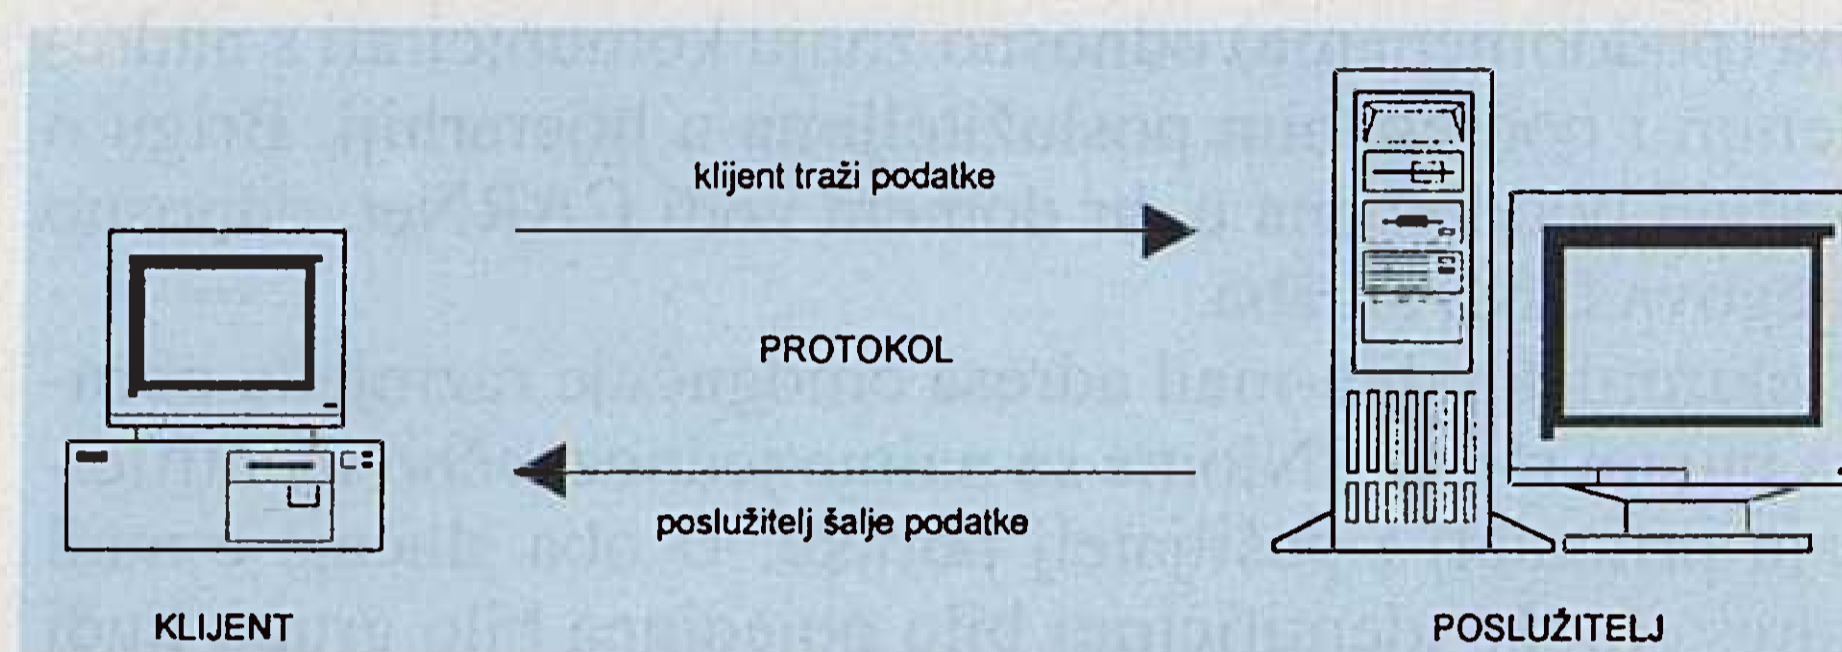 klijent traži podatke
PROTOKOL
poslužitelj šalje podatke
KLIJENT
POSLUŽITELJ